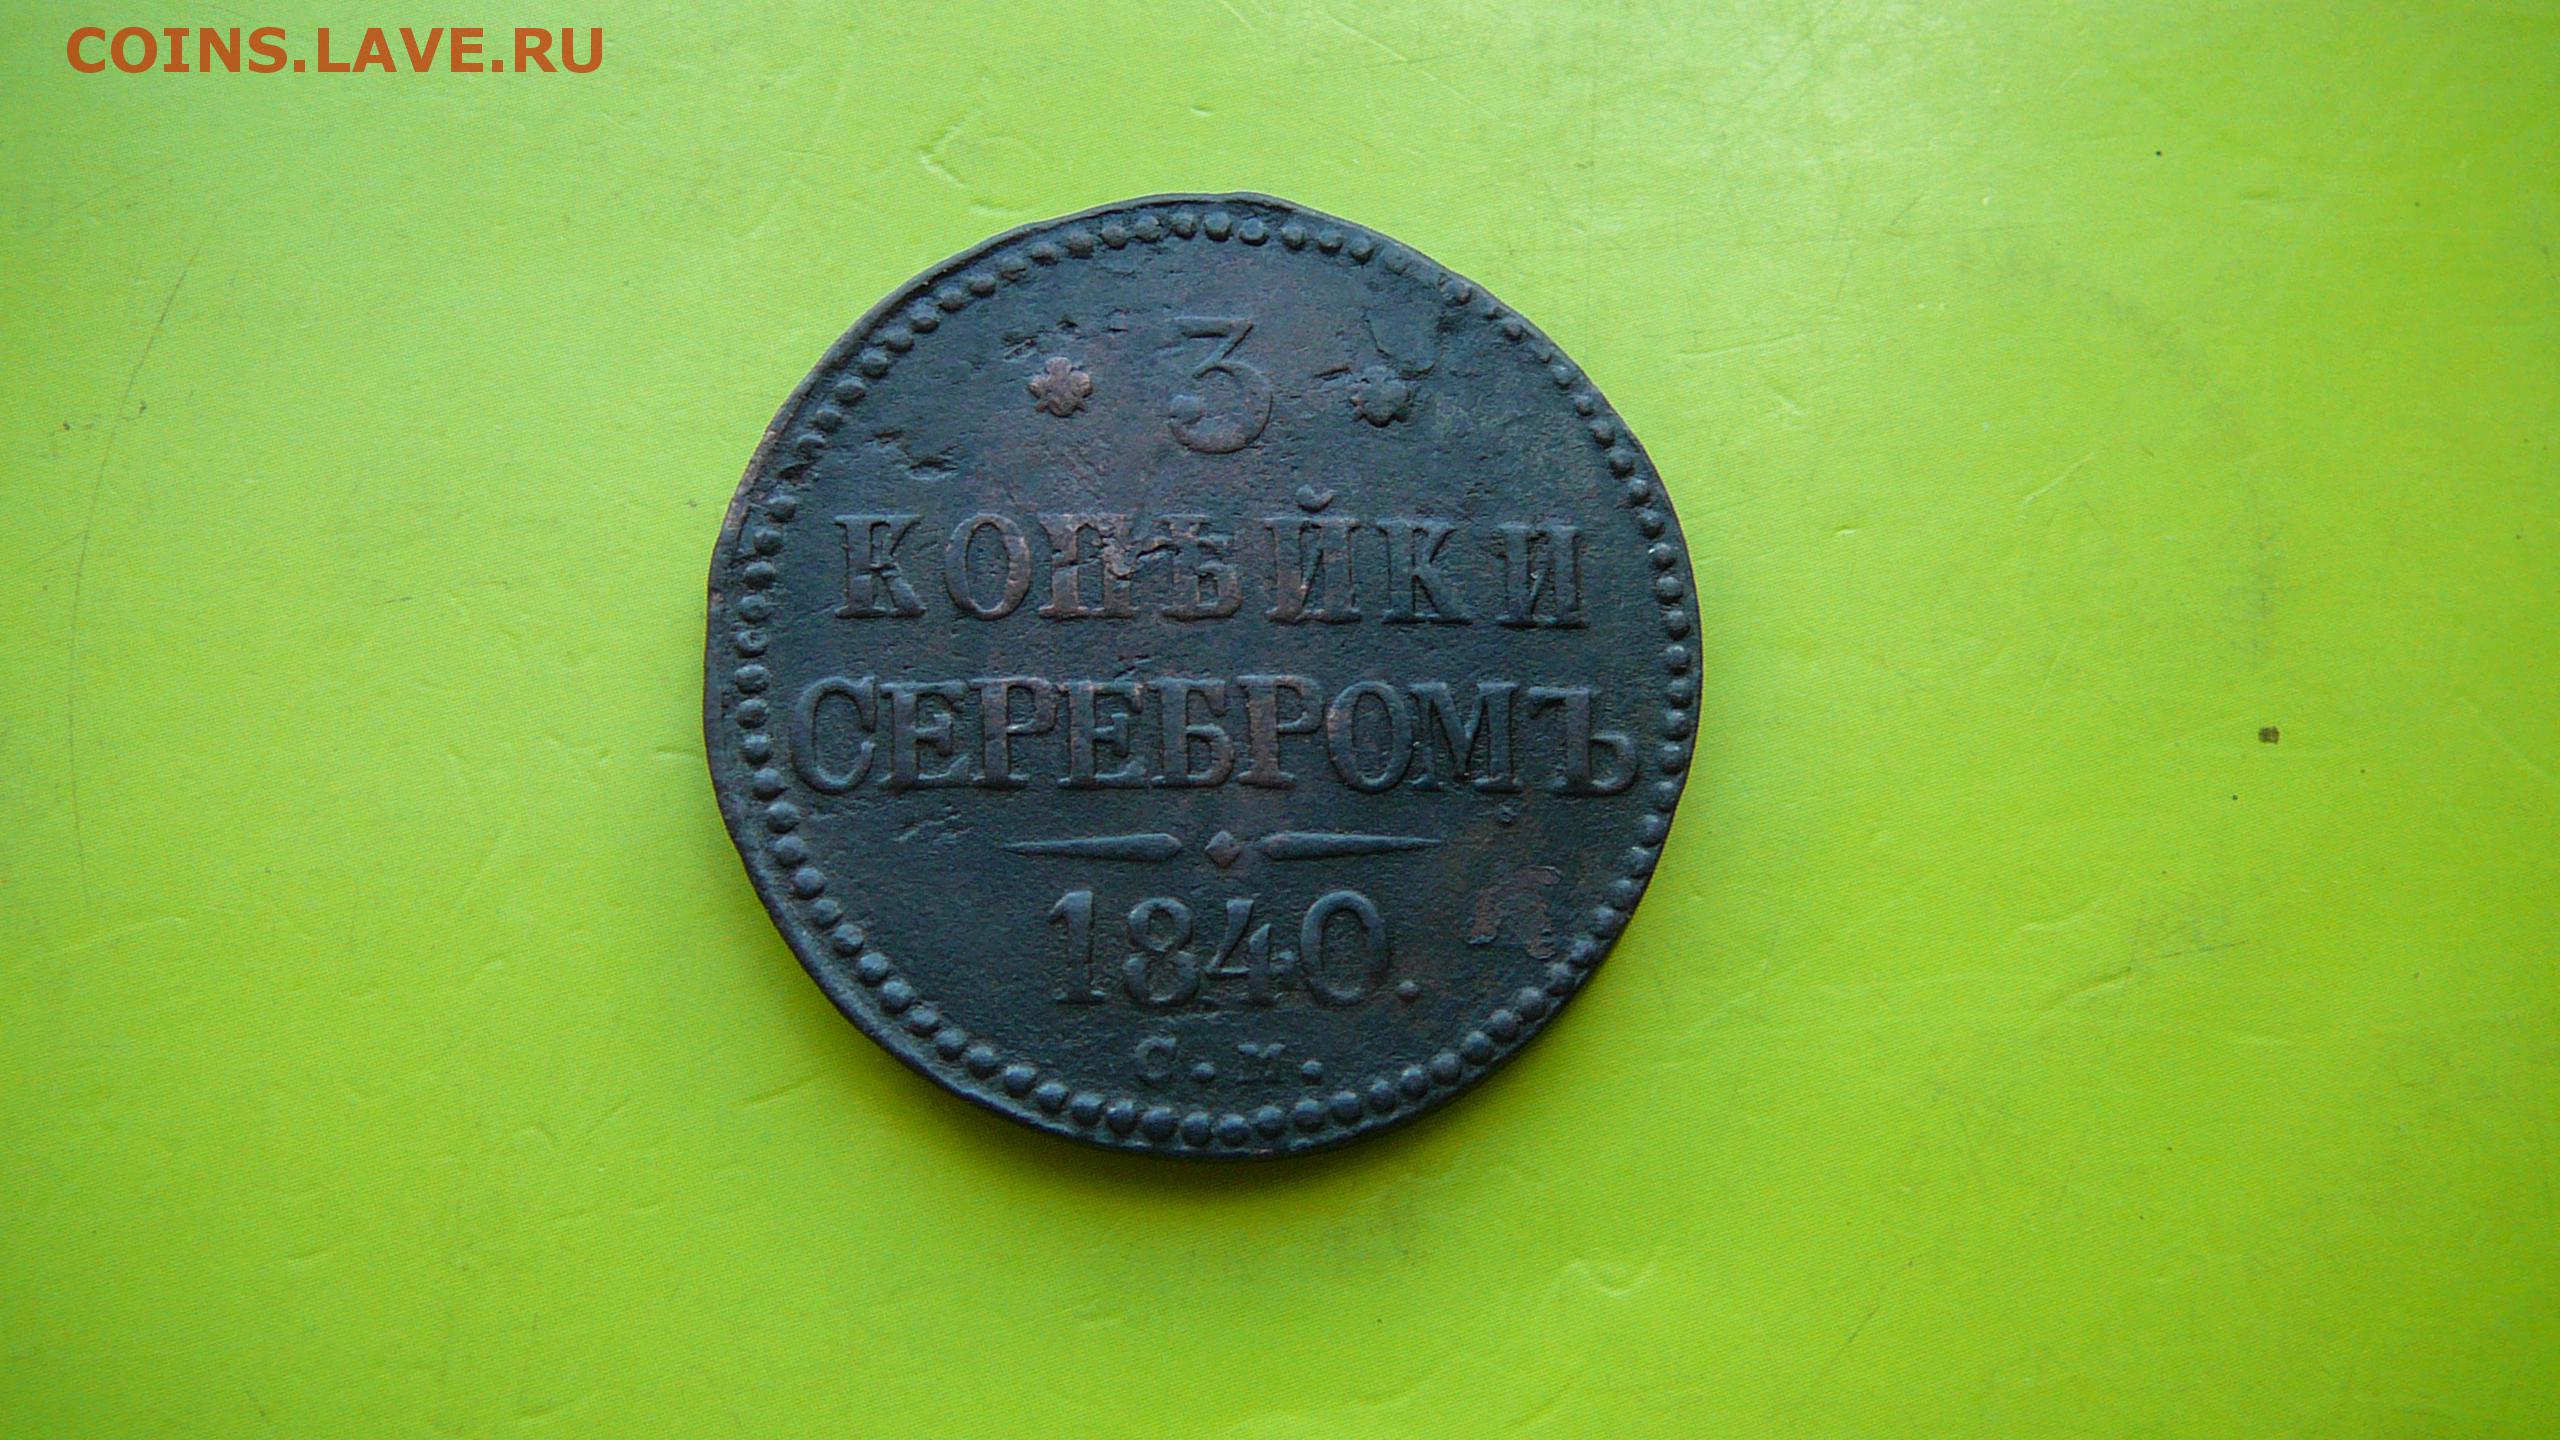 COINS.LAVE.RU
* 3 *
КОПѢЙКИ
СЕРЕБРОМЪ
1840.
С.М.